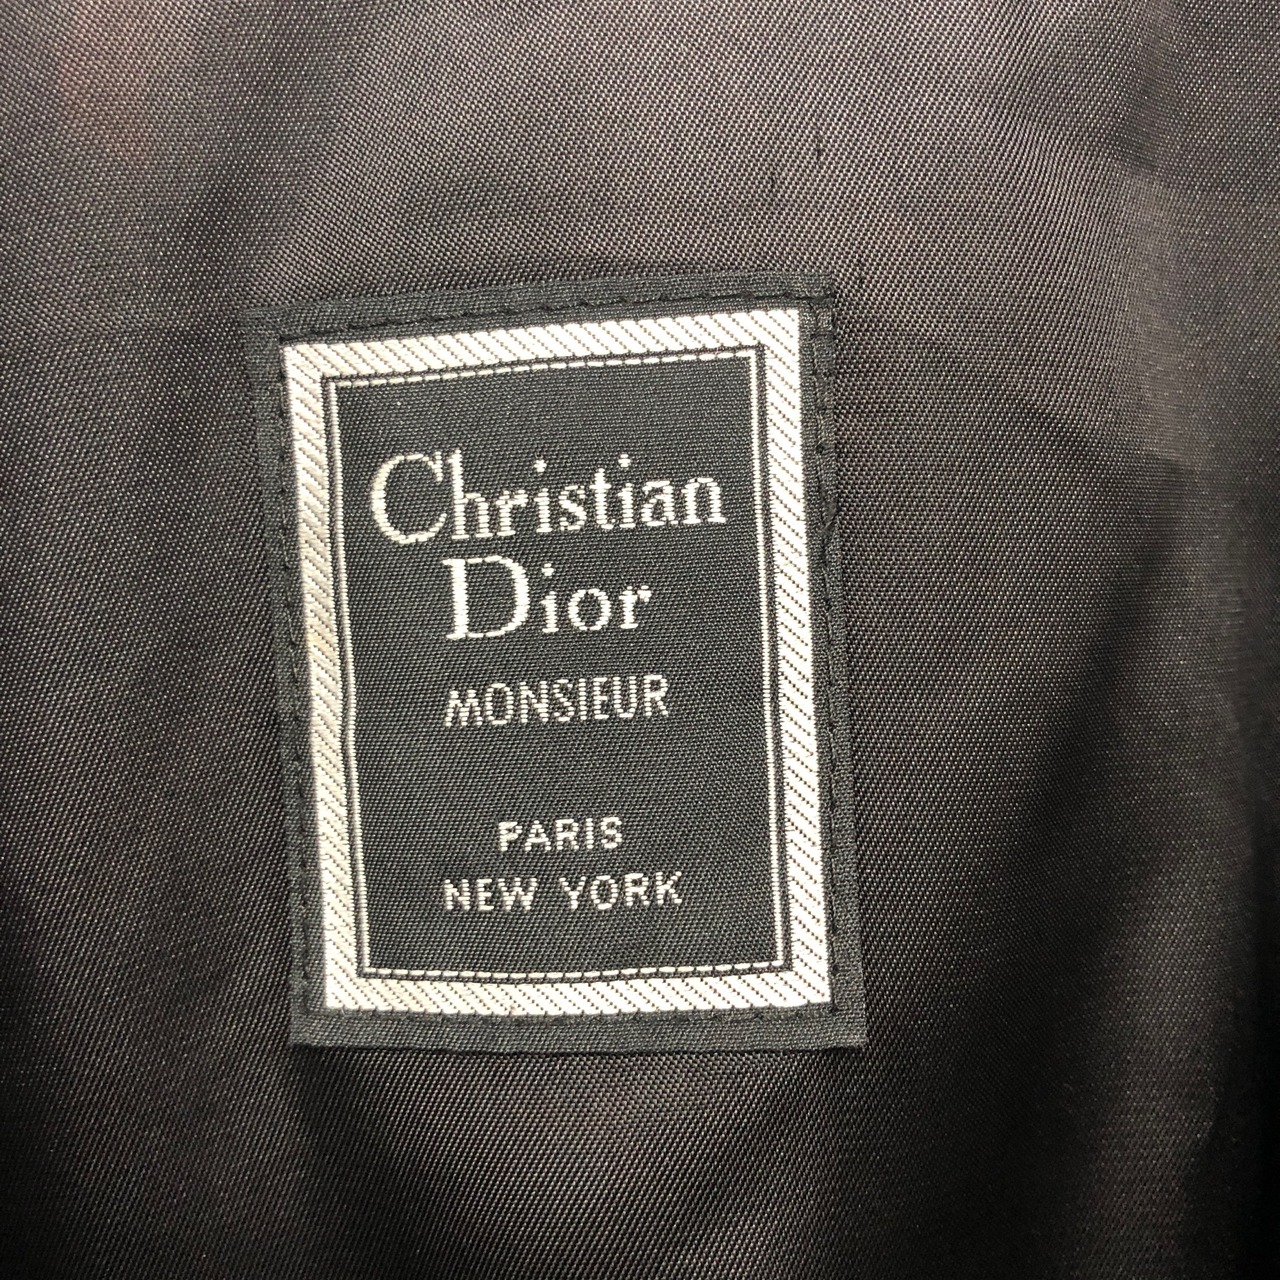 Christian
Dior
MONSIEUR
PARIS
NEW YORK